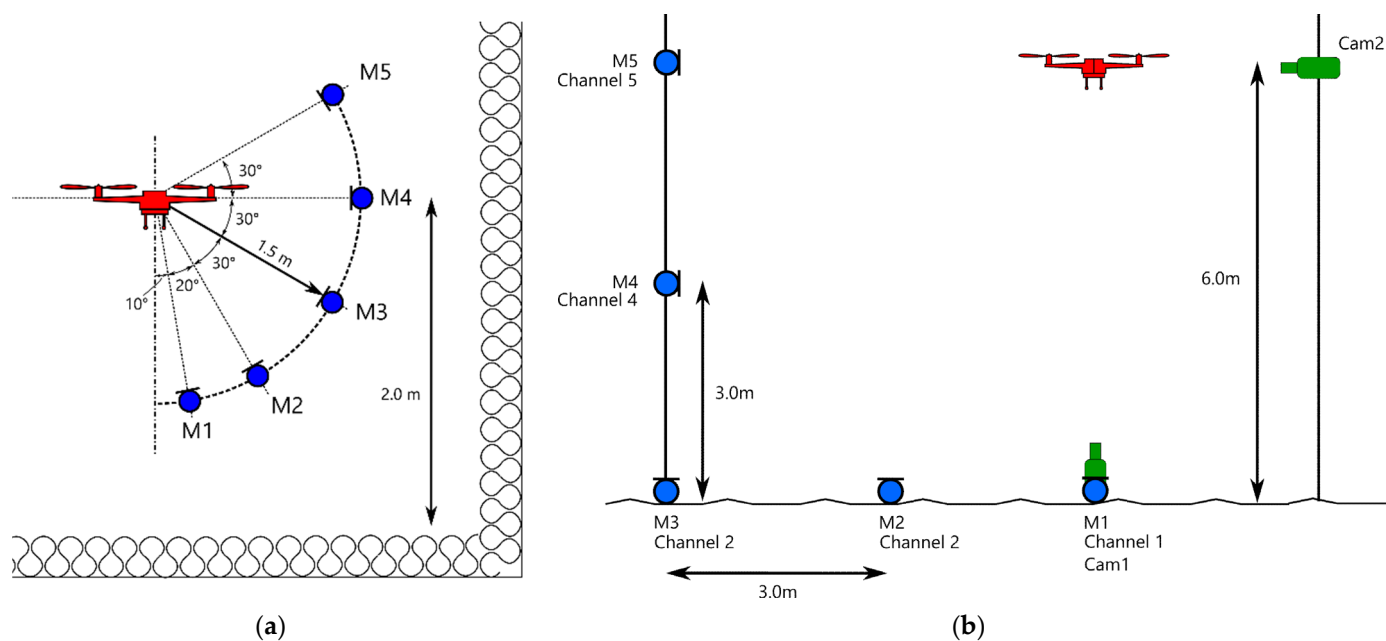 M5
30°
M4
30°
1.5 m
30°
20°
10°
M3
M2
M1
2.0 m
(a)
M5
Channel 5
Cam2
M4
Channel 4
3.0m
6.0m
M3
Channel 2
M2
Channel 2
M1
Channel 1
Cam1
3.0m
(b)